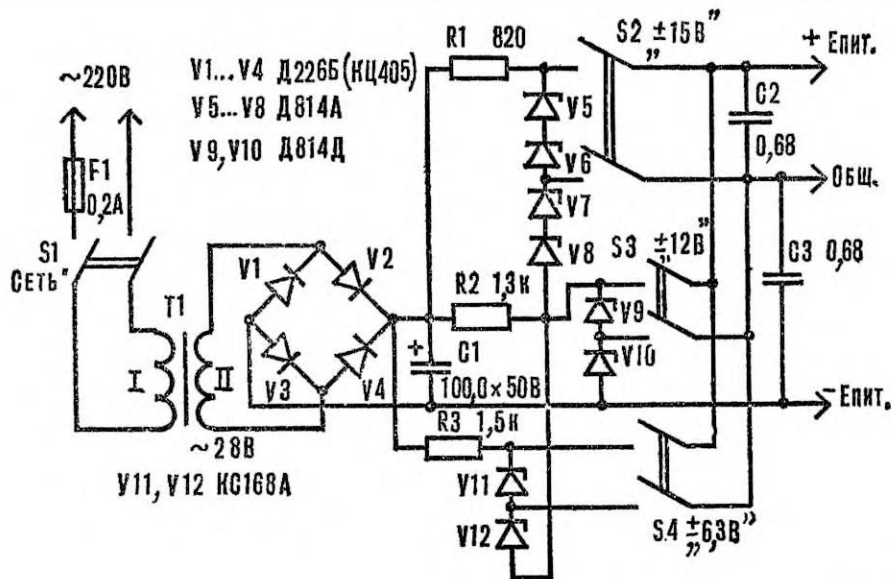 R1 820
S2 „±15В”
+ Епит.
~220В
V1...V4 Д226Б (КЦ405)
V5...V8 Д814А
V9, V10 Д814Д
V5
V6
V7
V8
C2
0,68
Общ.
F1
0,2А
S1
Сеть"
T1
I
II
V1
V2
V3
V4
~28В
R2 1,3к
C1
+
100,0×50В
S3 „±12В”
V9
V10
C3 0,68
- Епит.
R3 1,5к
V11
V12
V11, V12 КС168А
S4 „±6,3В”